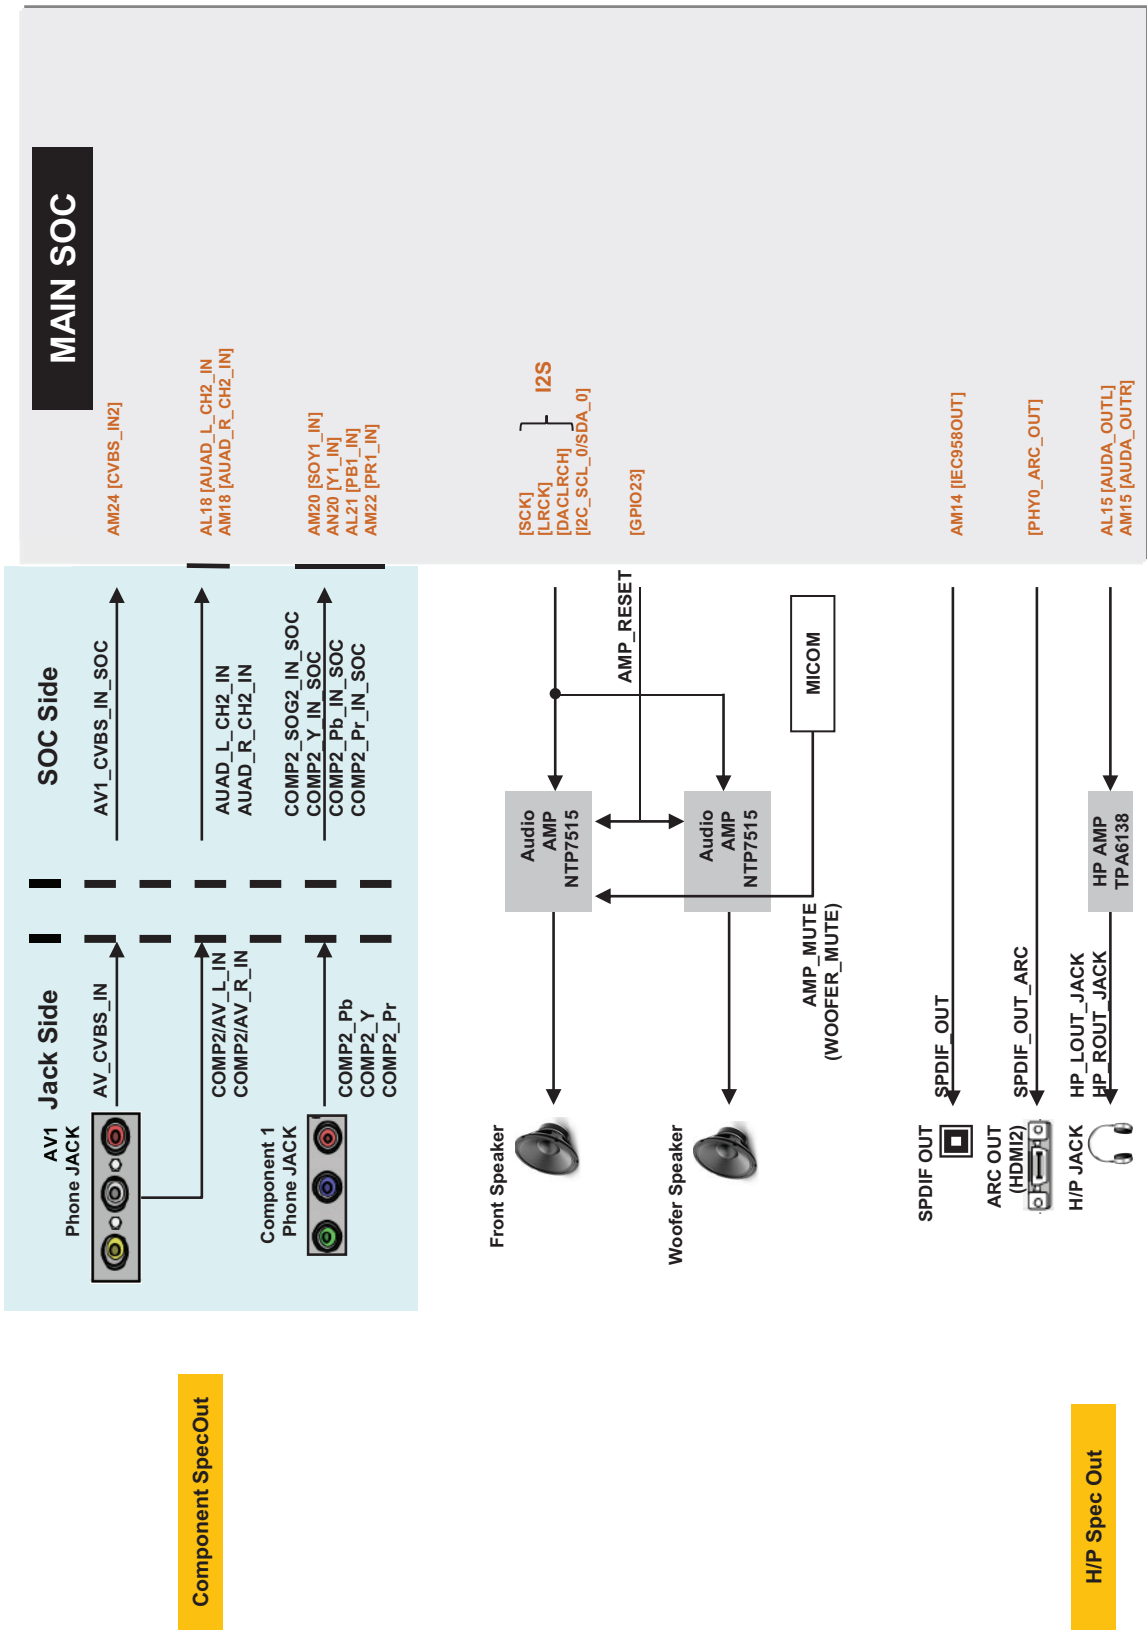 MAIN SOC
SOC Side
Jack Side
AV1
Phone JACK
AV_CVBS_IN
AV1_CVBS_IN_SOC
AM24 [CVBS_IN2]
COMP2/AV_L_IN
COMP2/AV_R_IN
AUAD_L_CH2_IN
AUAD_R_CH2_IN
AL18 [AUAD_L_CH2_IN
AM18 [AUAD_R_CH2_IN]
Component 1
Phone JACK
COMP2_Pb
COMP2_Y
COMP2_Pr
COMP2_SOG2_IN_SOC
COMP2_Y_IN_SOC
COMP2_Pb_IN_SOC
COMP2_Pr_IN_SOC
AM20 [SOY1_IN]
AN20 [Y1_IN]
AL21 [PB1_IN]
AM22 [PR1_IN]
Component SpecOut
Front Speaker
Audio
AMP
NTP7515
[SCK]
[LRCK]
[DACLRCH]
[I2C_SCL_0/SDA_0]
I2S
AMP_RESET
[GPIO23]
Woofer Speaker
Audio
AMP
NTP7515
MICOM
AMP_MUTE
(WOOFER_MUTE)
SPDIF OUT
SPDIF_OUT
AM14 [IEC958OUT]
ARC OUT
(HDMI2)
SPDIF_OUT_ARC
[PHY0_ARC_OUT]
H/P JACK
HP_LOUT_JACK
HP_ROUT_JACK
HP AMP
TPA6138
AL15 [AUDA_OUTL]
AM15 [AUDA_OUTR]
H/P Spec Out